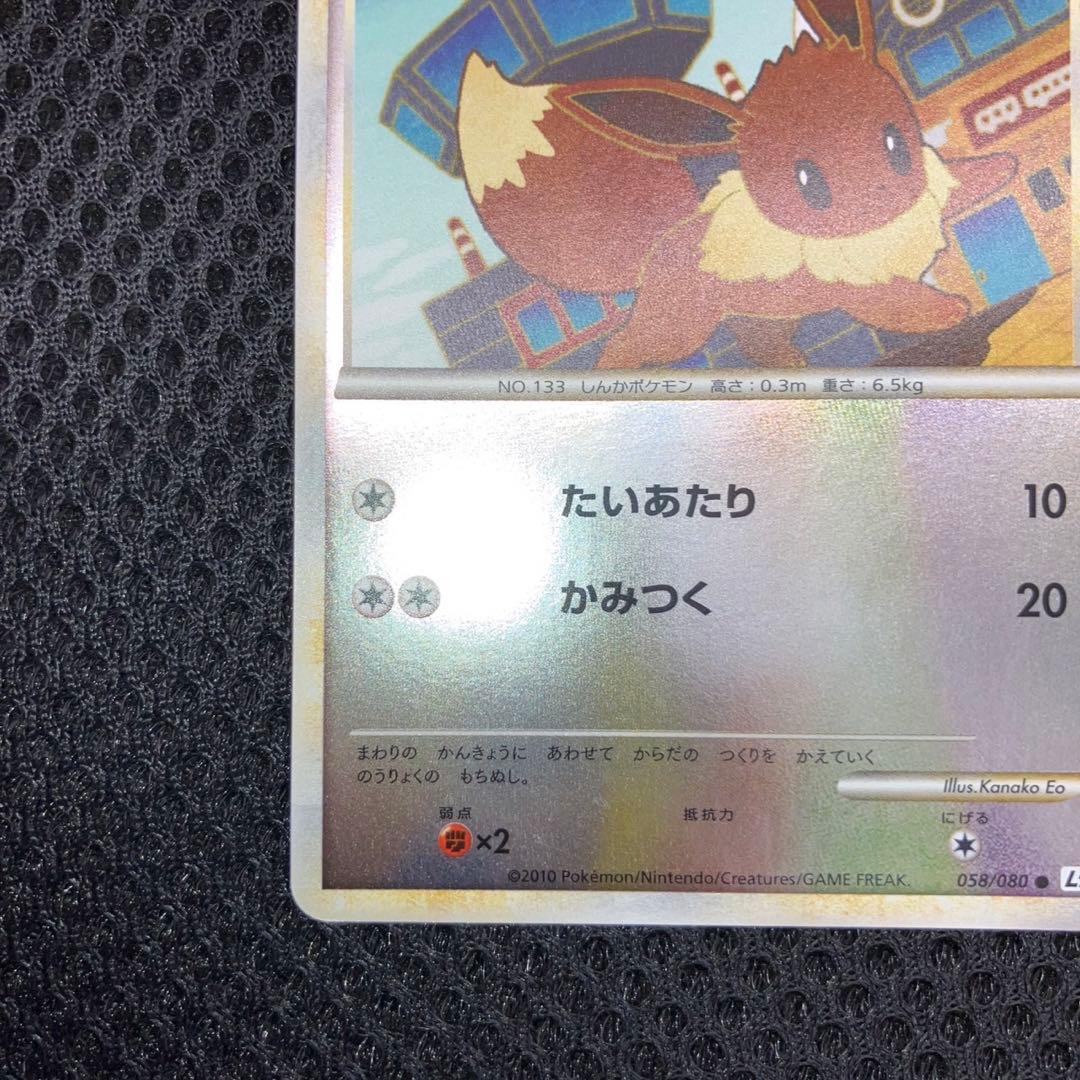 NO.133 しんかポケモン 高さ：0.3m 重さ：6.5kg
たいあたり 10
かみつく 20
まわりの かんきょうに あわせて からだの つくりを かえていく
のうりょくの もちぬし。
Illus.Kanako Eo
弱点 抵抗力 にげる
×2
©2010 Pokémon/Nintendo/Creatures/GAME FREAK. 058/080 ●